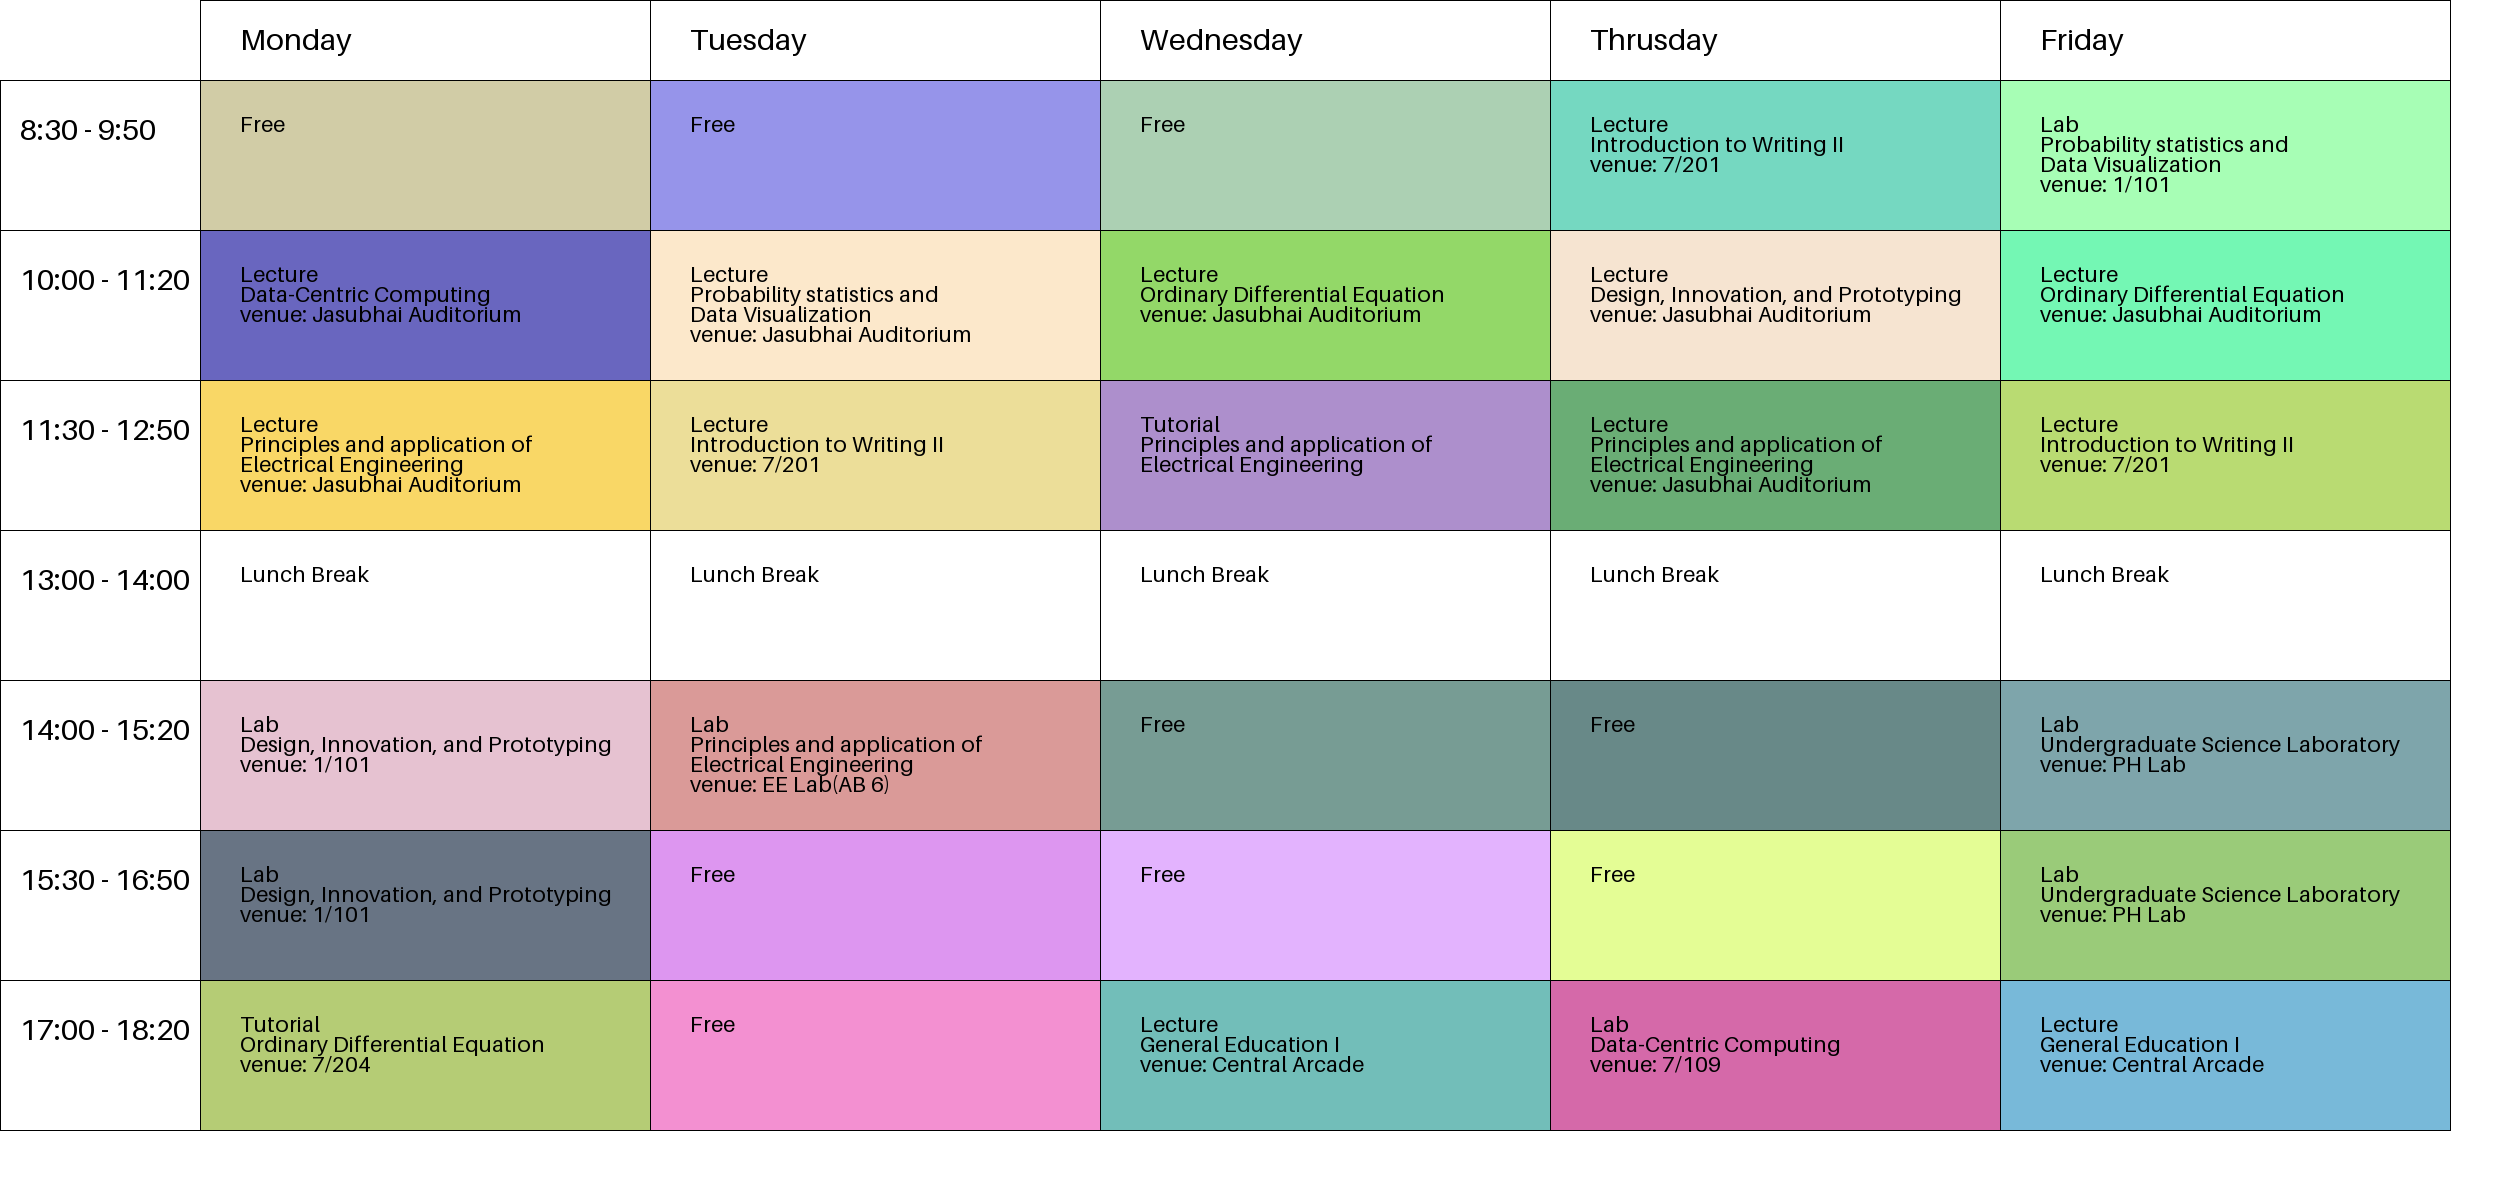 Monday
Tuesday
Wednesday
Thrusday
Friday
8:30 - 9:50
Free
Free
Free
Lecture
Introduction to Writing II
venue: 7/201
Lab
Probability statistics and
Data Visualization
venue: 1/101
10:00 - 11:20
Lecture
Data-Centric Computing
venue: Jasubhai Auditorium
Lecture
Probability statistics and
Data Visualization
venue: Jasubhai Auditorium
Lecture
Ordinary Differential Equation
venue: Jasubhai Auditorium
Lecture
Design, Innovation, and Prototyping
venue: Jasubhai Auditorium
Lecture
Ordinary Differential Equation
venue: Jasubhai Auditorium
11:30 - 12:50
Lecture
Principles and application of
Electrical Engineering
venue: Jasubhai Auditorium
Lecture
Introduction to Writing II
venue: 7/201
Tutorial
Principles and application of
Electrical Engineering
Lecture
Principles and application of
Electrical Engineering
venue: Jasubhai Auditorium
Lecture
Introduction to Writing II
venue: 7/201
13:00 - 14:00
Lunch Break
Lunch Break
Lunch Break
Lunch Break
Lunch Break
14:00 - 15:20
Lab
Design, Innovation, and Prototyping
venue: 1/101
Lab
Principles and application of
Electrical Engineering
venue: EE Lab(AB 6)
Free
Free
Lab
Undergraduate Science Laboratory
venue: PH Lab
15:30 - 16:50
Lab
Design, Innovation, and Prototyping
venue: 1/101
Free
Free
Free
Lab
Undergraduate Science Laboratory
venue: PH Lab
17:00 - 18:20
Tutorial
Ordinary Differential Equation
venue: 7/204
Free
Lecture
General Education I
venue: Central Arcade
Lab
Data-Centric Computing
venue: 7/109
Lecture
General Education I
venue: Central Arcade